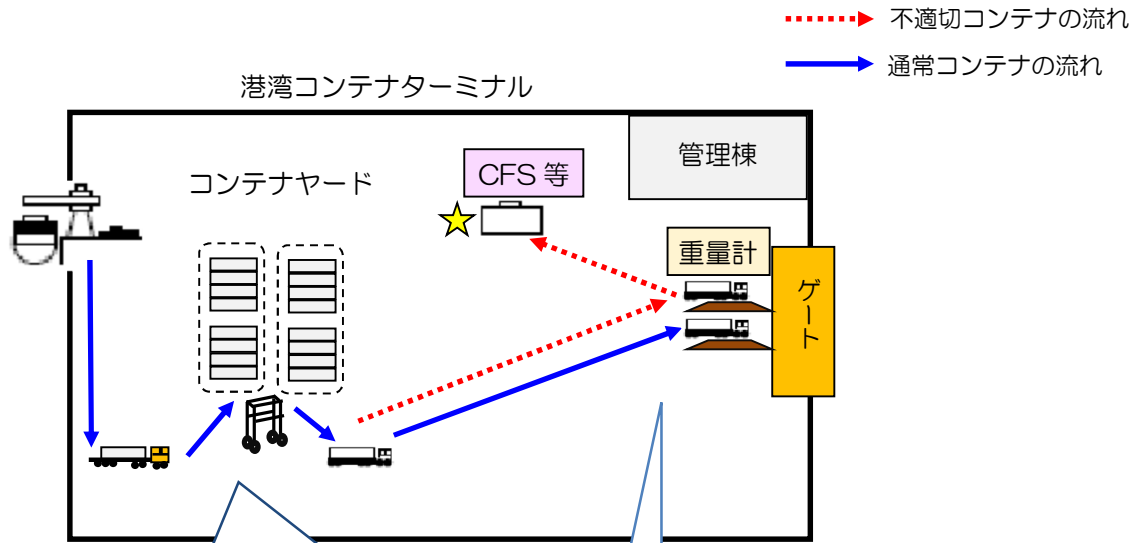 不適切コンテナの流れ
通常コンテナの流れ
港湾コンテナターミナル
管理棟
CFS 等
コンテナヤード
重量計
ゲート